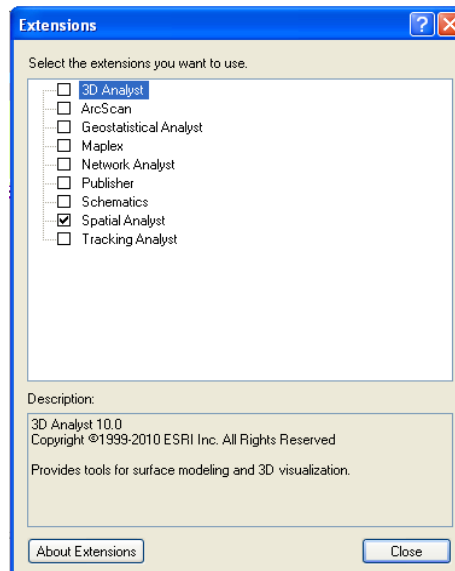 Extensions
Select the extensions you want to use.
3D Analyst
ArcScan
Geostatistical Analyst
Maplex
Network Analyst
Publisher
Schematics
Spatial Analyst
Tracking Analyst
Description:
3D Analyst 10.0
Copyright ©1999-2010 ESRI Inc. All Rights Reserved
Provides tools for surface modeling and 3D visualization.
About Extensions Close